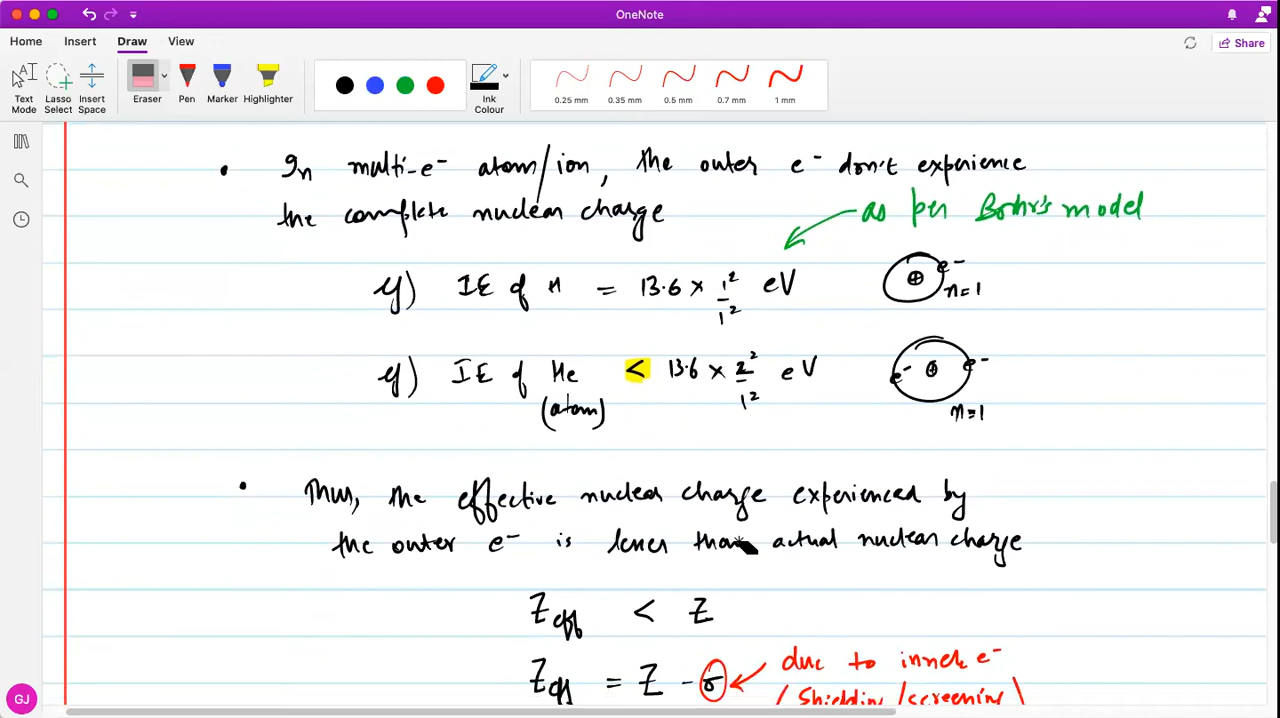 OneNote
Home Insert Draw View
Share
Text Mode
Lasso Select
Insert Space
Eraser
Pen
Marker
Highlighter
Ink Colour
0.25 mm 0.35 mm 0.5 mm 0.7 mm 1 mm
• In multi-e⁻ atom/ion, the outer e⁻ don't experience
the complete nuclear charge
as per Bohr's model
eg) IE of H = 13.6 × 1²/1² eV
⊕ e⁻ n=1
eg) IE of He < 13.6 × 2²/1² eV
(atom)
e⁻ ⊕ e⁻ n=1
• Thus, the effective nuclear charge experienced by
the outer e⁻ is lesser than actual nuclear charge
Zeff < Z
Zeff = Z - σ
due to inner e⁻
(shielding/screening)
GJ